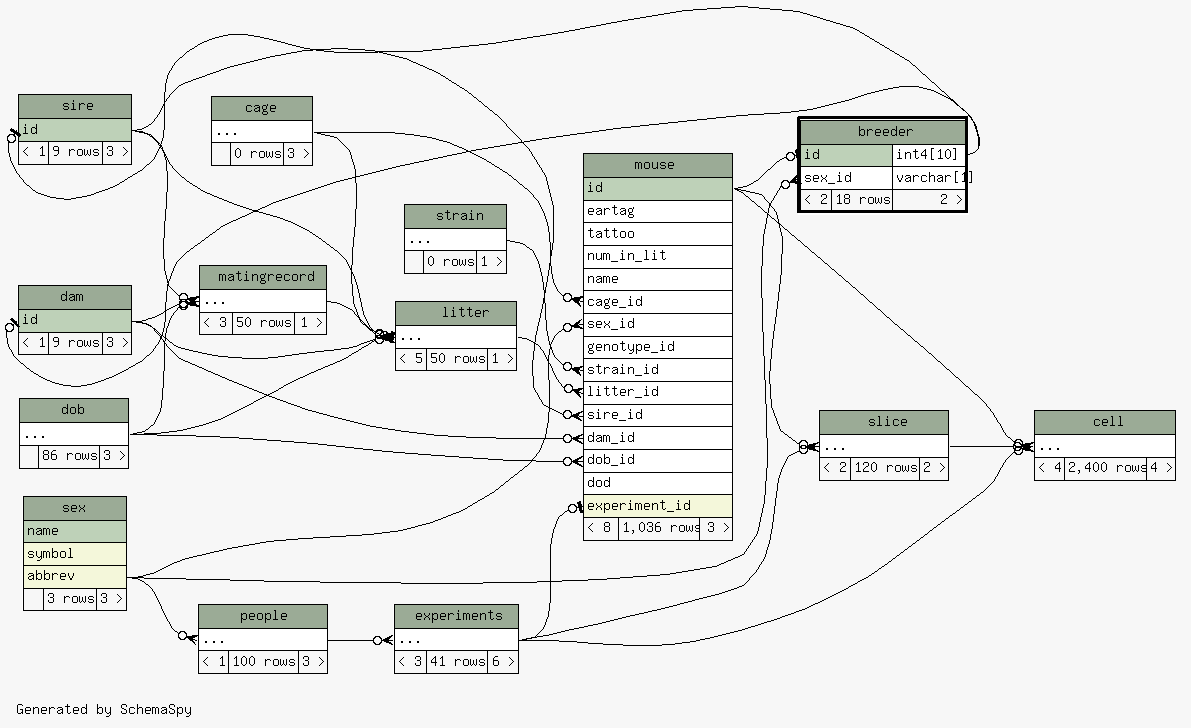 sire
id
< 1 9 rows 3 >
cage
...
0 rows 3 >
breeder
id int4[10]
sex_id varchar[1]
< 2 18 rows 2 >
mouse
id
eartag
tattoo
num_in_lit
name
cage_id
sex_id
genotype_id
strain_id
litter_id
sire_id
dam_id
dob_id
dod
experiment_id
< 8 1,036 rows 3 >
strain
...
0 rows 1 >
matingrecord
...
< 3 50 rows 1 >
dam
id
< 1 9 rows 3 >
litter
...
< 5 50 rows 1 >
dob
...
86 rows 3 >
slice
...
< 2 120 rows 2 >
cell
...
< 4 2,400 rows 4 >
sex
name
symbol
abbrev
3 rows 3 >
people
...
< 1 100 rows 3 >
experiments
...
< 3 41 rows 6 >
Generated by SchemaSpy